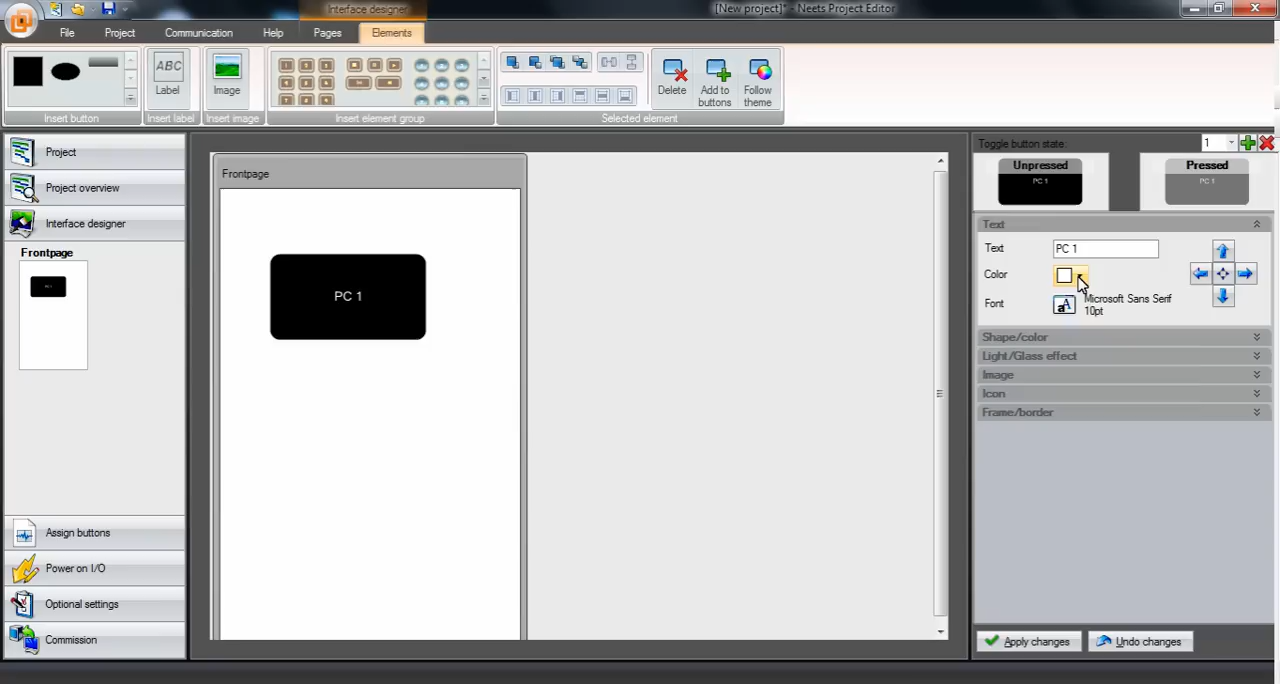 Interface designer
[New project]* - Neets Project Editor
File
Project
Communication
Help
Pages
Elements
ABC
Label
Image
Delete
Add to
buttons
Follow
theme
Insert button
Insert label
Insert image
Insert element group
Selected element
Project
Project overview
Interface designer
Frontpage
Assign buttons
Power on I/O
Optional settings
Commission
Frontpage
PC 1
Toggle button state:
1
Unpressed
PC 1
Pressed
PC 1
Text
Text
PC 1
Color
Font
aA
Microsoft Sans Serif
10pt
Shape/color
Light/Glass effect
Image
Icon
Frame/border
Apply changes
Undo changes